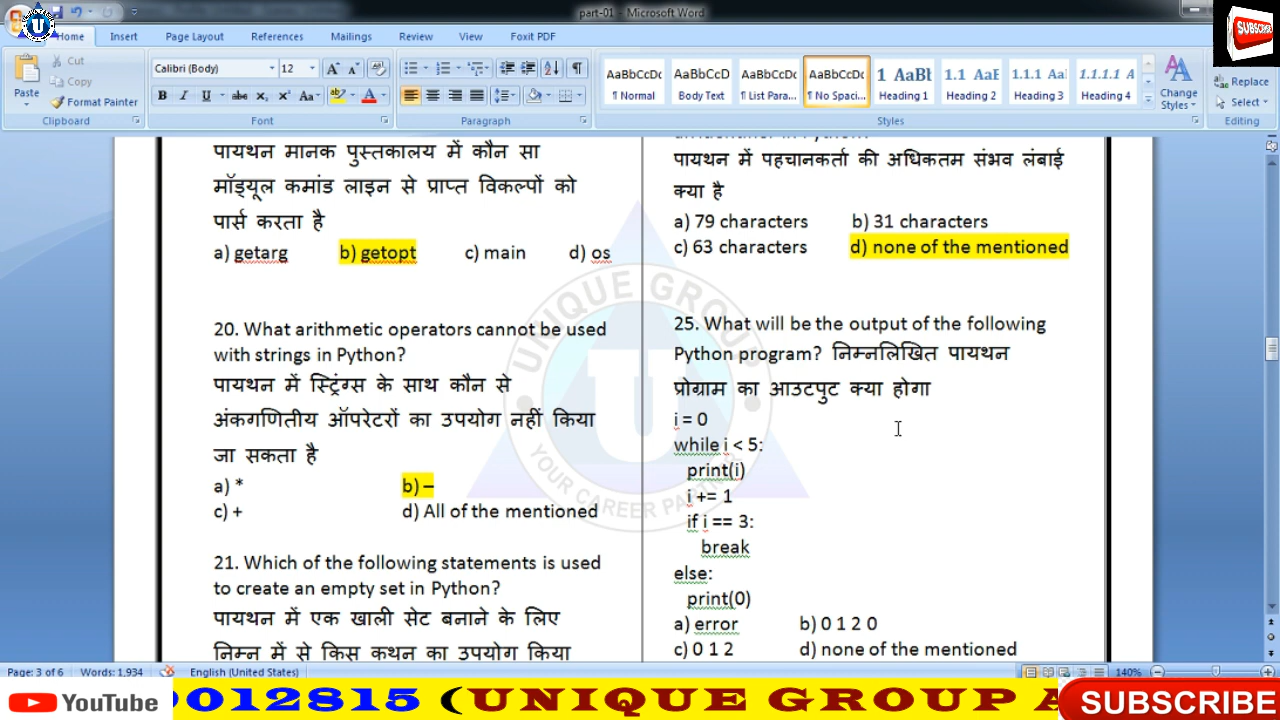 part-01 - Microsoft Word
Home Insert Page Layout References Mailings Review View Foxit PDF
SUBSCRIBE
Paste
Cut
Copy
Format Painter
Clipboard
Calibri (Body) 12
Font
Paragraph
AaBbCcDc AaBbCcD AaBbCcDc AaBbCcDc 1 AaBb 1.1 AaB 1.1.1 AaB 1.1.1.1 A
¶ Normal Body Text ¶ List Para... ¶ No Spaci... Heading 1 Heading 2 Heading 3 Heading 4
Change Styles
Styles
Replace
Select
Editing
पायथन मानक पुस्तकालय में कौन सा
मॉड्यूल कमांड लाइन से प्राप्त विकल्पों को
पार्स करता है
a) getarg b) getopt c) main d) os
20. What arithmetic operators cannot be used
with strings in Python?
पायथन में स्ट्रिंग्स के साथ कौन से
अंकगणितीय ऑपरेटरों का उपयोग नहीं किया
जा सकता है
a) * b) –
c) + d) All of the mentioned
21. Which of the following statements is used
to create an empty set in Python?
पायथन में एक खाली सेट बनाने के लिए
निम्न में से किस कथन का उपयोग किया
पायथन में पहचानकर्ता की अधिकतम संभव लंबाई
क्या है
a) 79 characters b) 31 characters
c) 63 characters d) none of the mentioned
25. What will be the output of the following
Python program? निम्नलिखित पायथन
प्रोग्राम का आउटपुट क्या होगा
i = 0
while i < 5:
print(i)
i += 1
if i == 3:
break
else:
print(0)
a) error b) 0 1 2 0
c) 0 1 2 d) none of the mentioned
UNIQUE GROUP
YOUR CAREER PARTNER
Page: 3 of 6 Words: 1,934 English (United States) 140%
YouTube
012815 (UNIQUE GROUP A
SUBSCRIBE